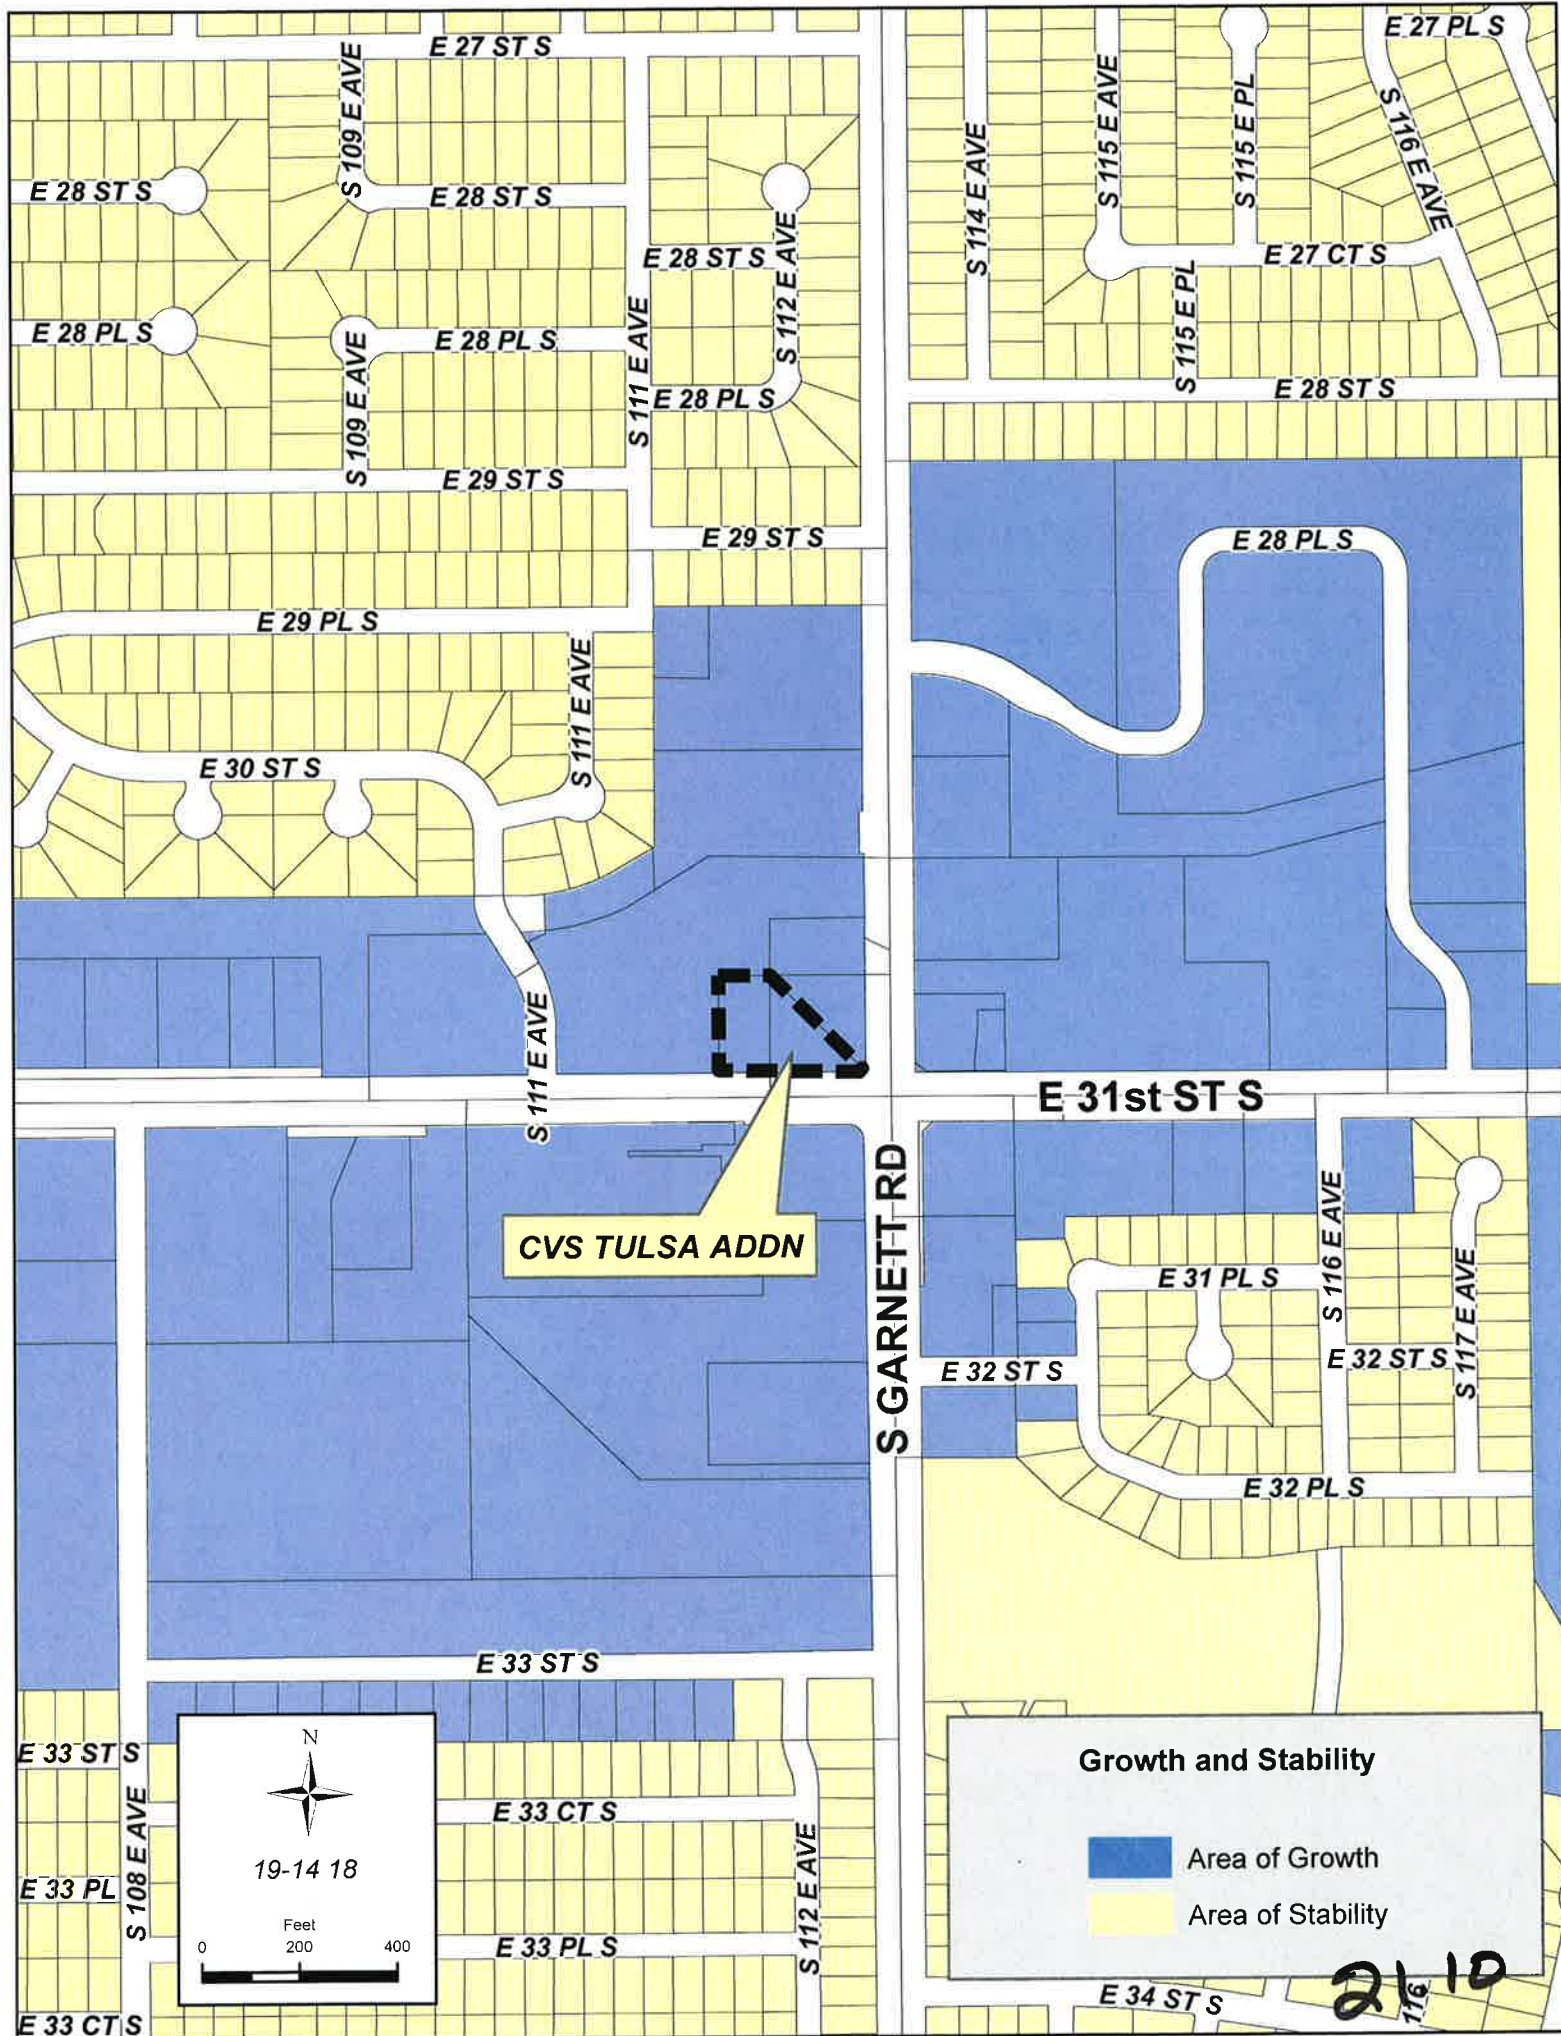 E 27 ST S
E 27 PL S
S 109 E AVE
S 114 E AVE
S 115 E AVE
S 115 E PL
S 116 E AVE
E 28 ST S
E 28 ST S
E 28 ST S
S 112 E AVE
E 27 CT S
E 28 PL S
S 109 E AVE
E 28 PL S
S 111 E AVE
E 28 PL S
S 115 E PL
E 28 ST S
E 29 ST S
E 29 ST S
E 28 PL S
E 29 PL S
S 111 E AVE
E 30 ST S
S 111 E AVE
E 31st ST S
S GARNETT RD
CVS TULSA ADDN
S 116 E AVE
E 31 PL S
S 117 E AVE
E 32 ST S
E 32 ST S
E 32 PL S
E 33 ST S
E 33 ST S
S 108 E AVE
E 33 CT S
S 112 E AVE
E 33 PL
E 33 PL S
E 33 CT S
N
19-14 18
Feet
0 200 400
Growth and Stability
Area of Growth
Area of Stability
E 34 ST S
116
21.10